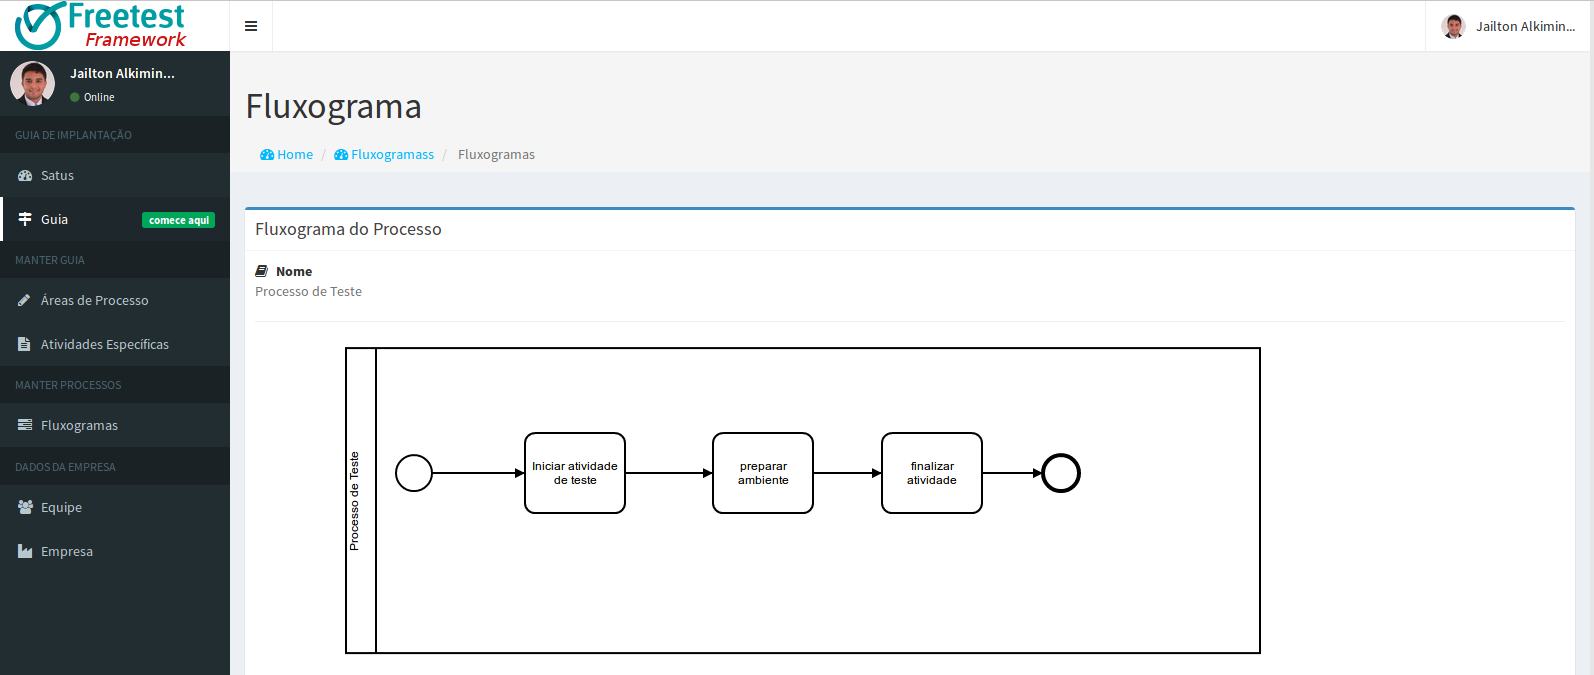 Freetest
Framework
Jailton Alkimin...
Jailton Alkimin...
Online
GUIA DE IMPLANTAÇÃO
Satus
Guia comece aqui
MANTER GUIA
Áreas de Processo
Atividades Específicas
MANTER PROCESSOS
Fluxogramas
DADOS DA EMPRESA
Equipe
Empresa
Fluxograma
Home / Fluxogramass / Fluxogramas
Fluxograma do Processo
Nome
Processo de Teste
Processo de Teste
Iniciar atividade
de teste
preparar
ambiente
finalizar
atividade